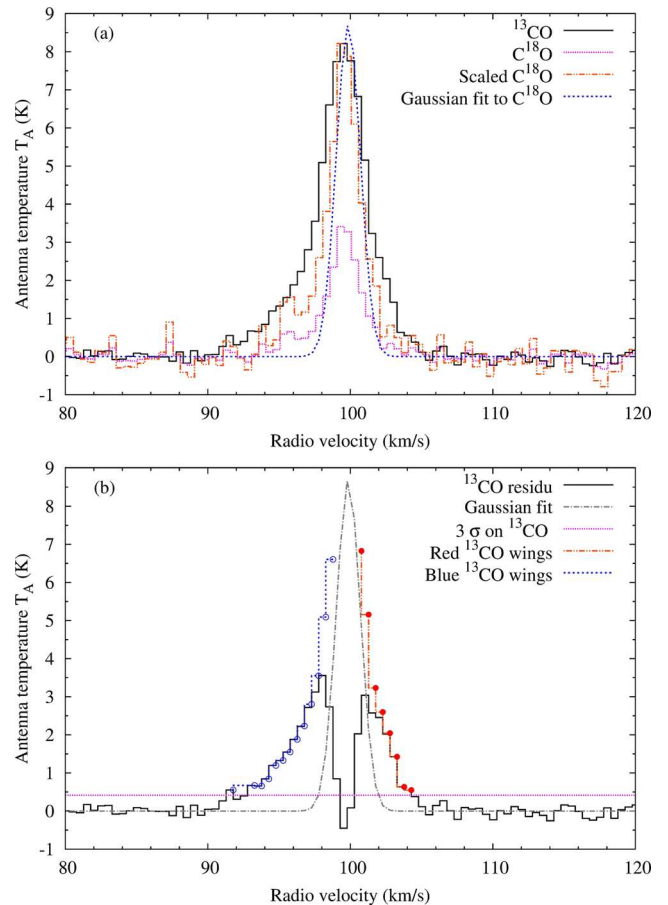 (a)
¹³CO
C¹⁸O
Scaled C¹⁸O
Gaussian fit to C¹⁸O
Antenna temperature T_A (K)
9
8
7
6
5
4
3
2
1
0
-1
80 90 100 110 120
Radio velocity (km/s)
(b)
¹³CO residu
Gaussian fit
3 σ on ¹³CO
Red ¹³CO wings
Blue ¹³CO wings
Antenna temperature T_A (K)
9
8
7
6
5
4
3
2
1
0
-1
80 90 100 110 120
Radio velocity (km/s)